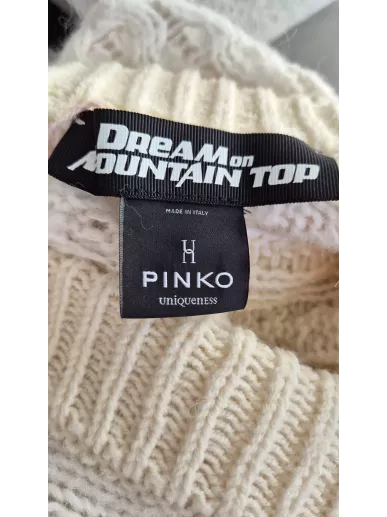 DREAM on
MOUNTAIN TOP
MADE IN ITALY
PINKO
UNIQUENESS